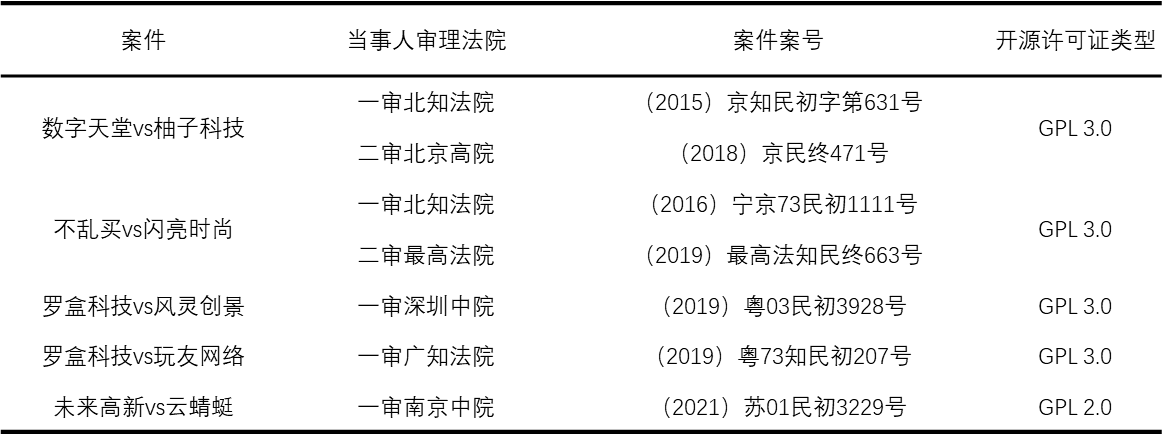 案件 当事人审理法院 案件案号 开源许可证类型
数字天堂vs柚子科技 一审北知法院 （2015）京知民初字第631号 GPL 3.0
二审北京高院 （2018）京民终471号
不乱买vs闪亮时尚 一审北知法院 （2016）宁京73民初1111号 GPL 3.0
二审最高法院 （2019）最高法知民终663号
罗盒科技vs风灵创景 一审深圳中院 （2019）粤03民初3928号 GPL 3.0
罗盒科技vs玩友网络 一审广知法院 （2019）粤73知民初207号 GPL 3.0
未来高新vs云蜻蜓 一审南京中院 （2021）苏01民初3229号 GPL 2.0